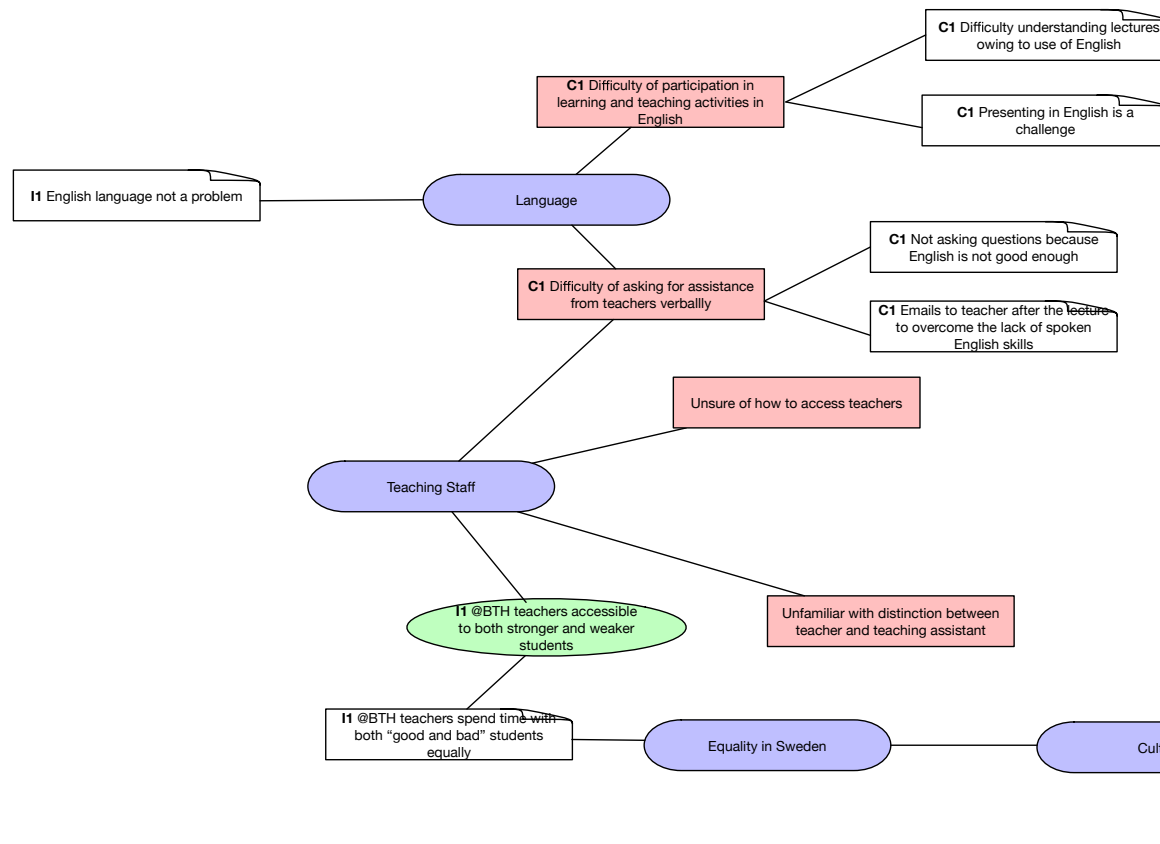 C1 Difficulty understanding lectures
owing to use of English
C1 Difficulty of participation in
learning and teaching activities in
English
C1 Presenting in English is a
challenge
I1 English language not a problem
Language
C1 Not asking questions because
English is not good enough
C1 Difficulty of asking for assistance
from teachers verballly
C1 Emails to teacher after the lecture
to overcome the lack of spoken
English skills
Unsure of how to access teachers
Teaching Staff
I1 @BTH teachers accessible
to both stronger and weaker
students
Unfamiliar with distinction between
teacher and teaching assistant
I1 @BTH teachers spend time with
both “good and bad” students
equally
Equality in Sweden